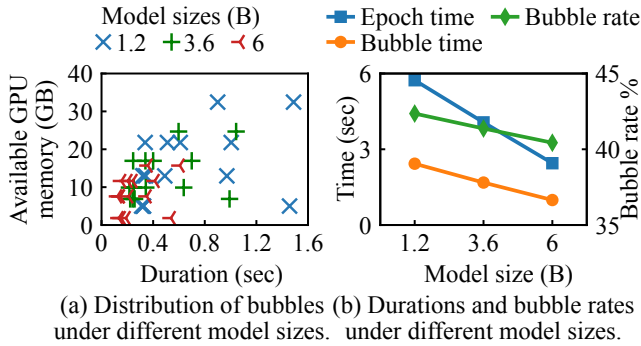 Model sizes (B)
1.2 3.6 6
Available GPU
memory (GB)
40
30
20
10
0
0 0.4 0.8 1.2 1.6
Duration (sec)
(a) Distribution of bubbles
under different model sizes.
Epoch time Bubble rate
Bubble time
Time (sec)
6
3
0
45
40
35
Bubble rate %
1.2 3.6 6
Model size (B)
(b) Durations and bubble rates
under different model sizes.